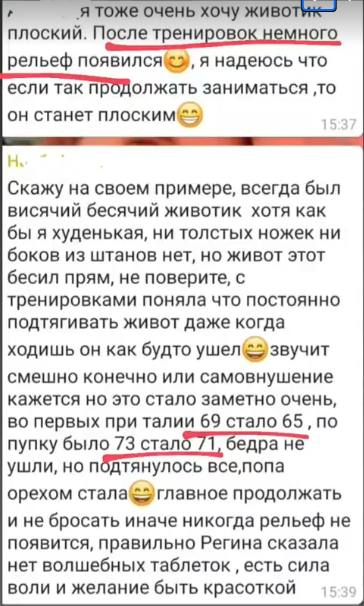 я тоже очень хочу животик
плоский. После тренировок немного
рельеф появился😊, я надеюсь что
если так продолжать заниматься ,то
он станет плоским😁
15:37
Скажу на своем примере, всегда был
висячий бесячий животик хотя как
бы я худенькая, ни толстых ножек ни
боков из штанов нет, но живот этот
бесил прям, не поверите, с
тренировками поняла что постоянно
подтягивать живот даже когда
ходишь он как будто ушел😁звучит
смешно конечно или самовнушение
кажется но это стало заметно очень,
во первых при талии 69 стало 65 , по
пупку было 73 стало 71, бедра не
ушли, но подтянулось все,попа
орехом стала😁главное продолжать
и не бросать иначе никогда рельеф не
появится, правильно Регина сказала
нет волшебных таблеток , есть сила
воли и желание быть красоткой 15:39